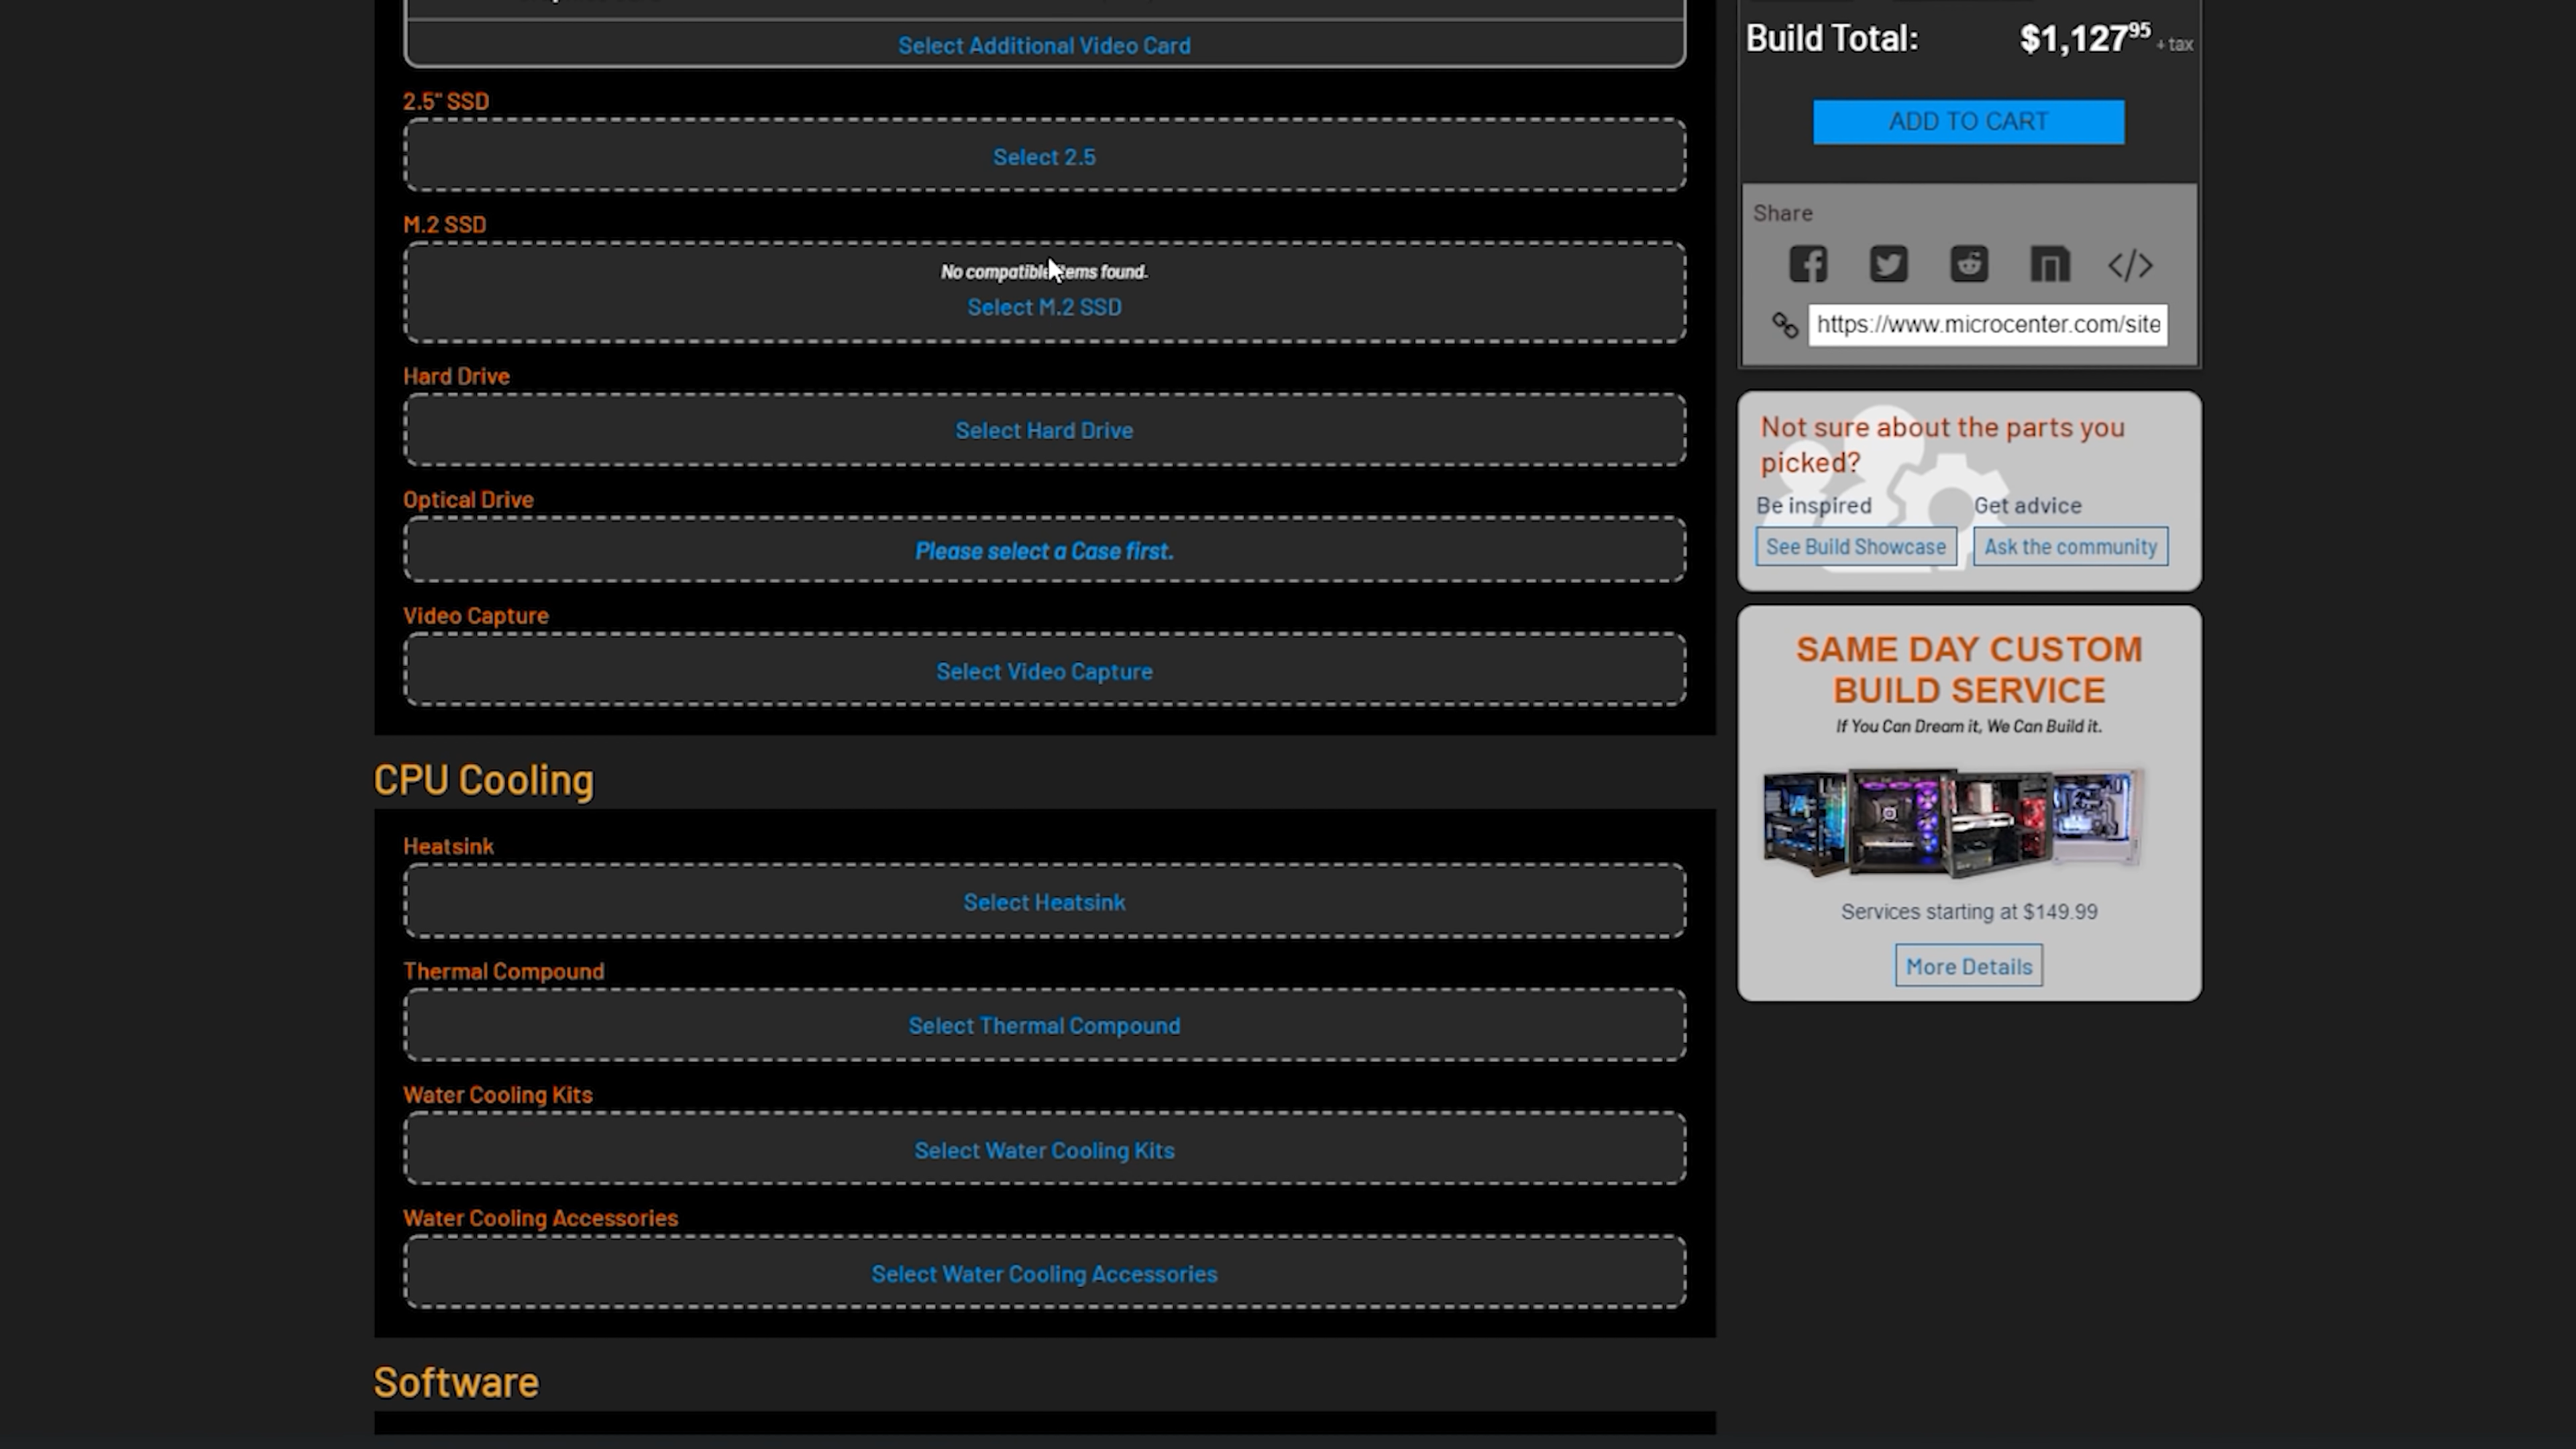 Select Additional Video Card
2.5" SSD
Select 2.5
M.2 SSD
No compatible items found.
Select M.2 SSD
Hard Drive
Select Hard Drive
Optical Drive
Please select a Case first.
Video Capture
Select Video Capture
CPU Cooling
Heatsink
Select Heatsink
Thermal Compound
Select Thermal Compound
Water Cooling Kits
Select Water Cooling Kits
Water Cooling Accessories
Select Water Cooling Accessories
Software
Build Total: $1,12795 + tax
ADD TO CART
Share
</>
https://www.microcenter.com/site
Not sure about the parts you
picked?
Be inspired Get advice
See Build Showcase Ask the community
SAME DAY CUSTOM
BUILD SERVICE
If You Can Dream it, We Can Build it.
Services starting at $149.99
More Details